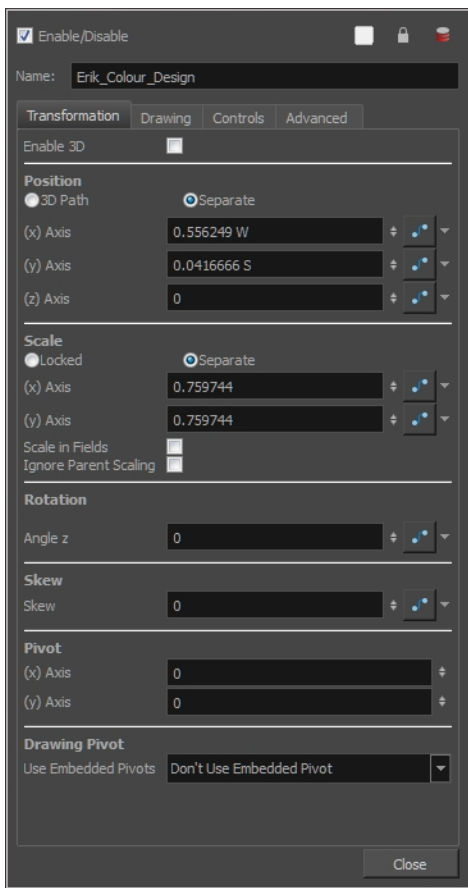 Enable/Disable
Name: Erik_Colour_Design
Transformation Drawing Controls Advanced
Enable 3D
Position
3D Path Separate
(x) Axis 0.556249 W
(y) Axis 0.0416666 S
(z) Axis 0
Scale
Locked Separate
(x) Axis 0.759744
(y) Axis 0.759744
Scale in Fields
Ignore Parent Scaling
Rotation
Angle z 0
Skew
Skew 0
Pivot
(x) Axis 0
(y) Axis 0
Drawing Pivot
Use Embedded Pivots Don't Use Embedded Pivot
Close